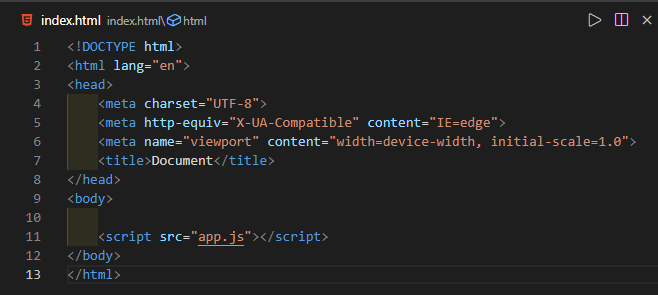 index.html index.html\html
1 <!DOCTYPE html>
2 <html lang="en">
3 <head>
4     <meta charset="UTF-8">
5     <meta http-equiv="X-UA-Compatible" content="IE=edge">
6     <meta name="viewport" content="width=device-width, initial-scale=1.0">
7     <title>Document</title>
8 </head>
9 <body>
10
11     <script src="app.js"></script>
12 </body>
13 </html>